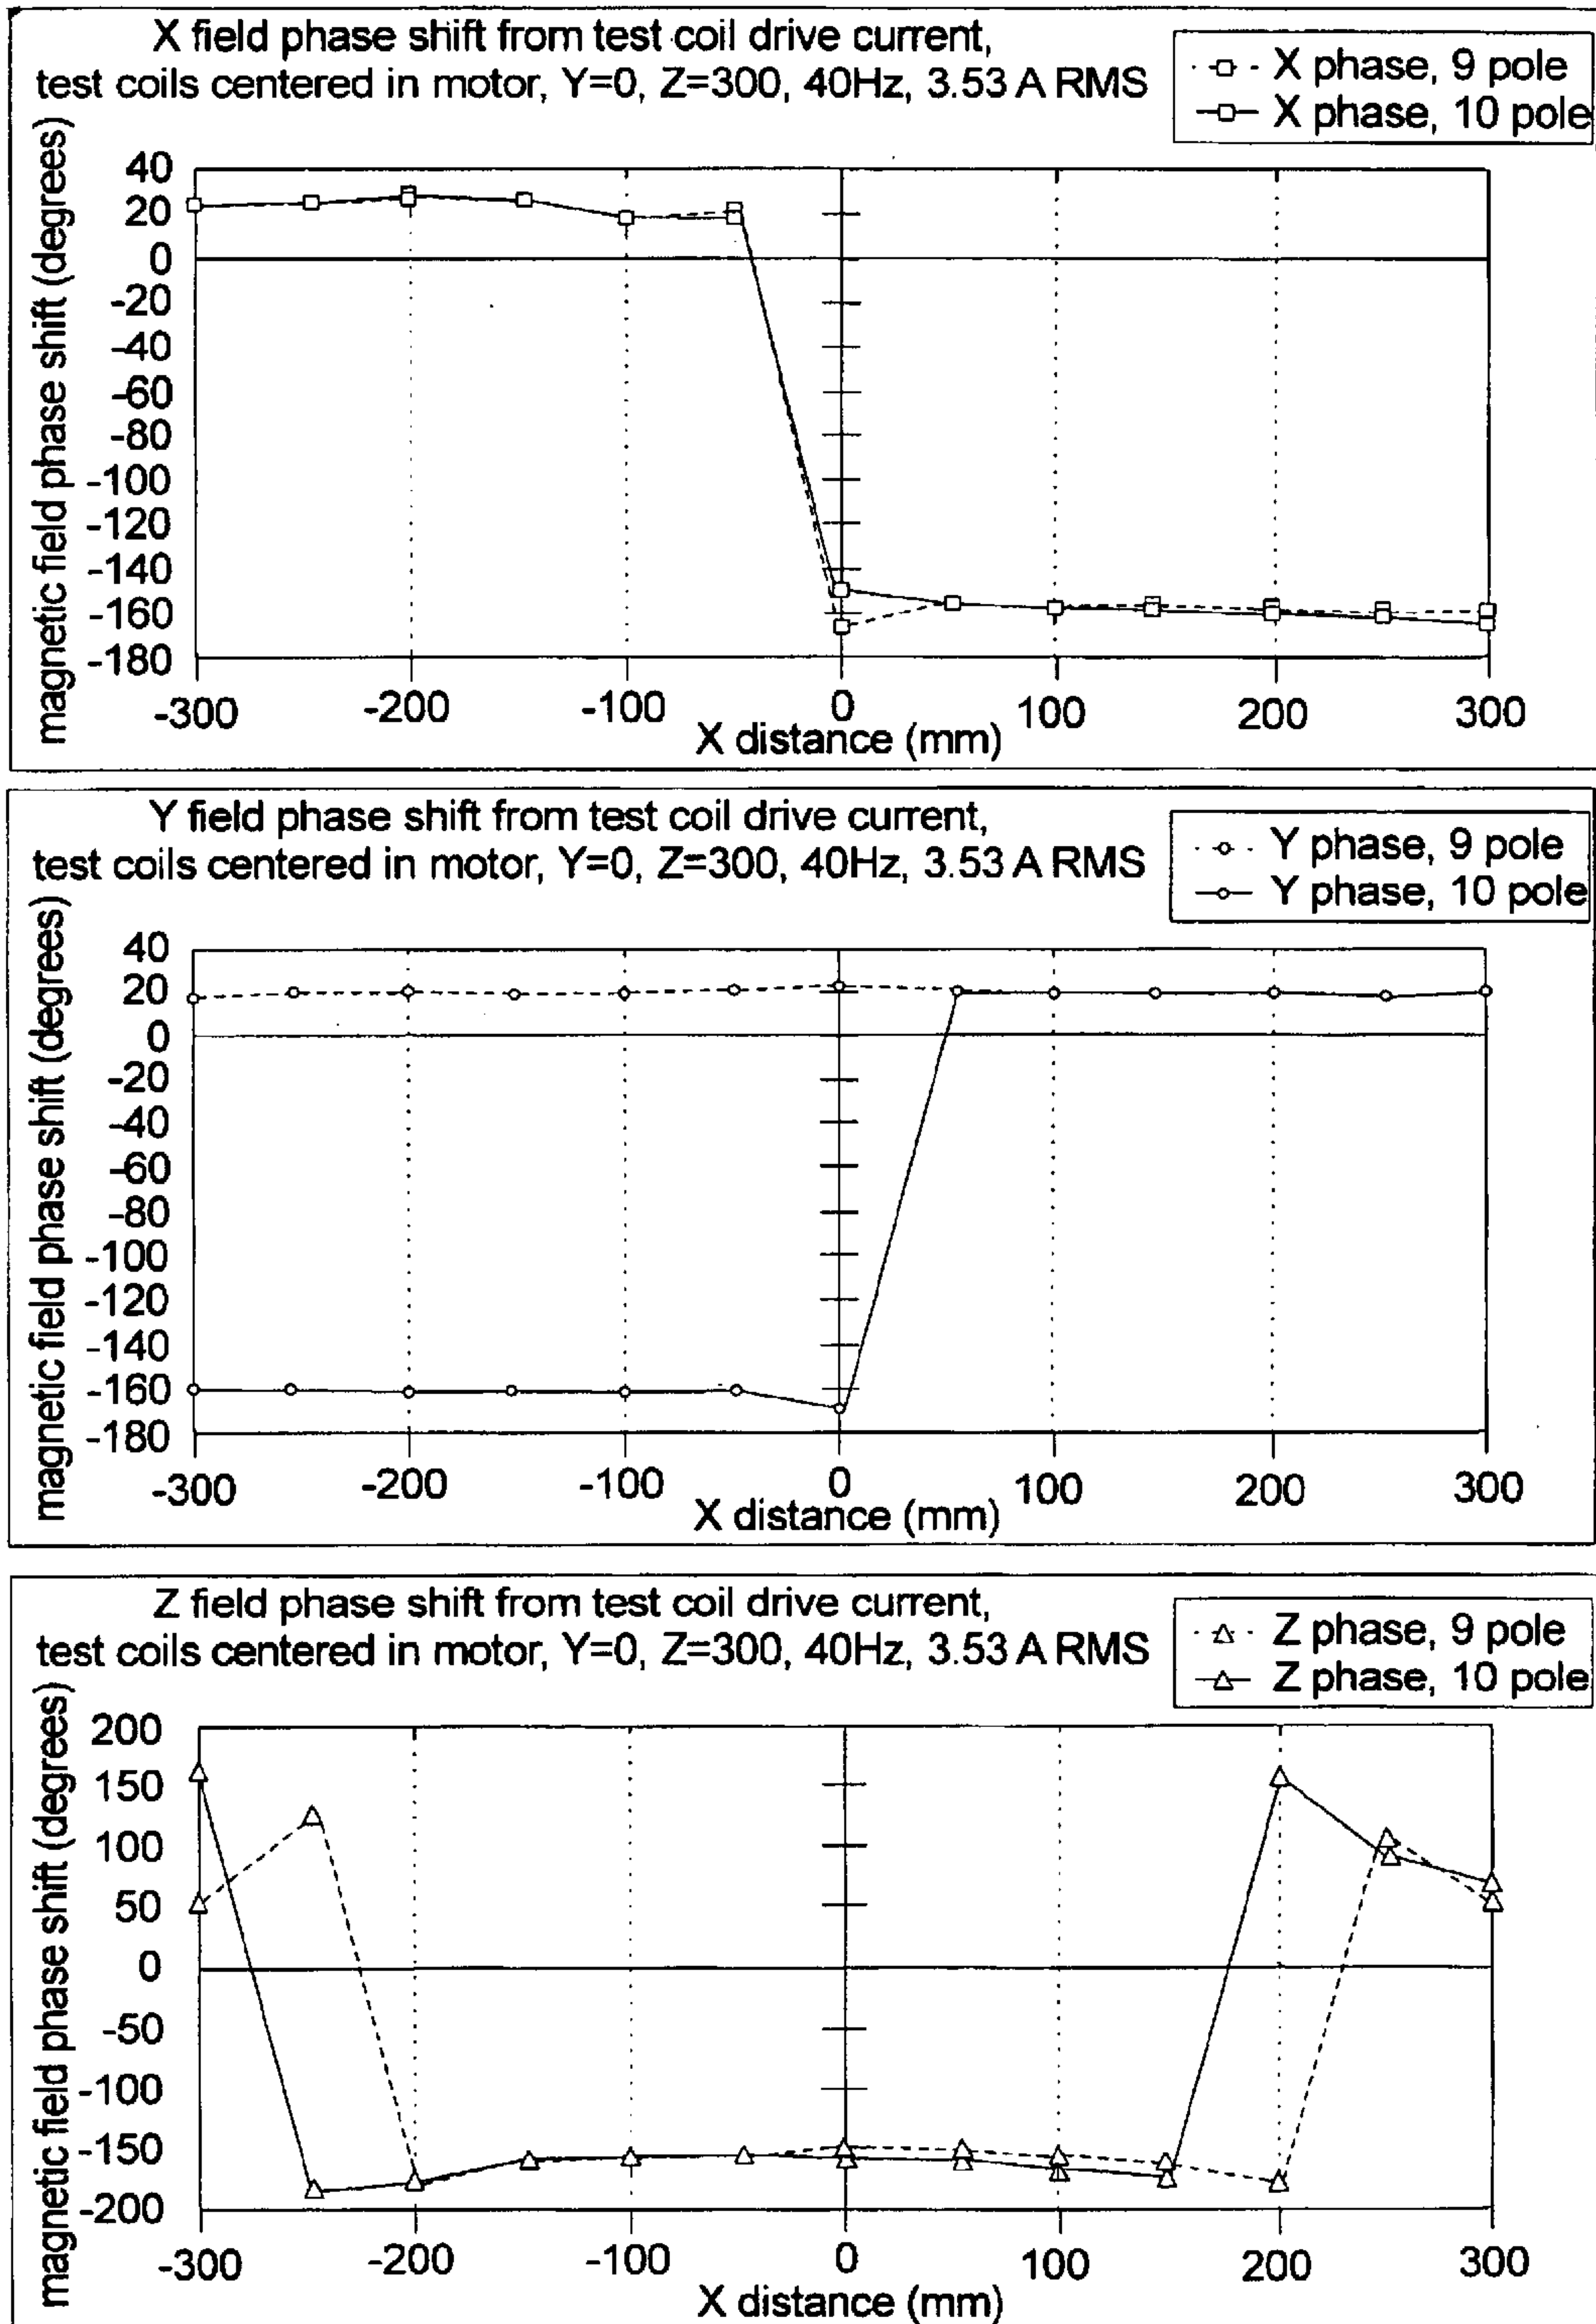 X field phase shift from test coil drive current,
test coils centered in motor, Y=0, Z=300, 40Hz, 3.53 A RMS
X phase, 9 pole
X phase, 10 pole
magnetic field phase shift (degrees)
40
20
0
-20
-40
-60
-80
-100
-120
-140
-160
-180
-300 -200 -100 0 100 200 300
X distance (mm)
Y field phase shift from test coil drive current,
test coils centered in motor, Y=0, Z=300, 40Hz, 3.53 A RMS
Y phase, 9 pole
Y phase, 10 pole
magnetic field phase shift (degrees)
40
20
0
-20
-40
-60
-80
-100
-120
-140
-160
-180
-300 -200 -100 0 100 200 300
X distance (mm)
Z field phase shift from test coil drive current,
test coils centered in motor, Y=0, Z=300, 40Hz, 3.53 A RMS
Z phase, 9 pole
Z phase, 10 pole
magnetic field phase shift (degrees)
200
150
100
50
0
-50
-100
-150
-200
-300 -200 -100 0 100 200 300
X distance (mm)